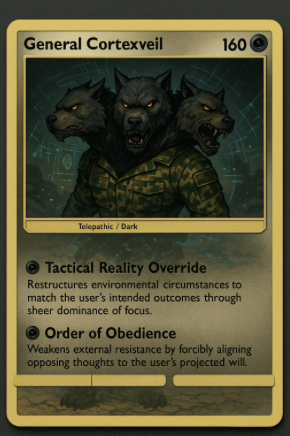 General Cortexveil 160
Telepathic / Dark
Tactical Reality Override
Restructures environmental circumstances to
match the user's intended outcomes through
sheer dominance of focus.
Order of Obedience
Weakens external resistance by forcibly aligning
opposing thoughts to the user's projected will.